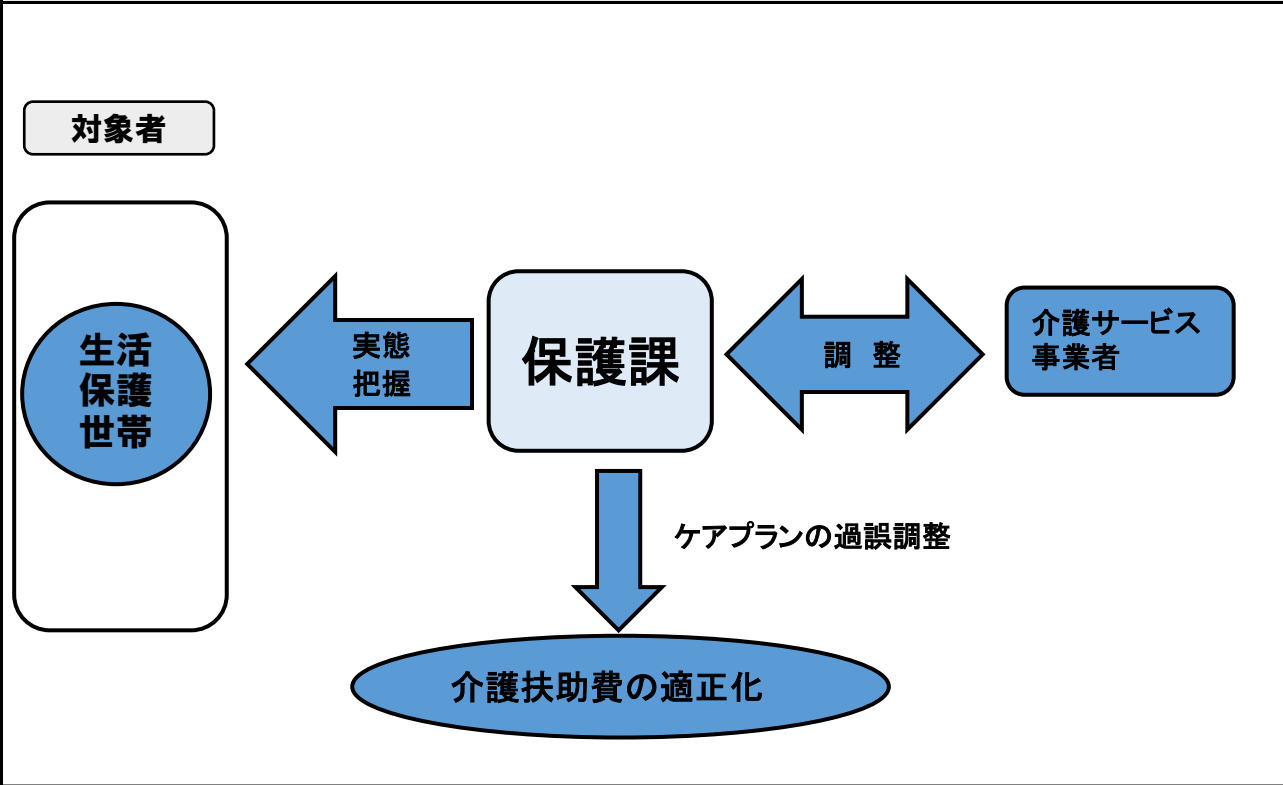 対象者
生活
保護
世帯
実態
把握
保護課
調 整
介護サービス
事業者
ケアプランの過誤調整
介護扶助費の適正化